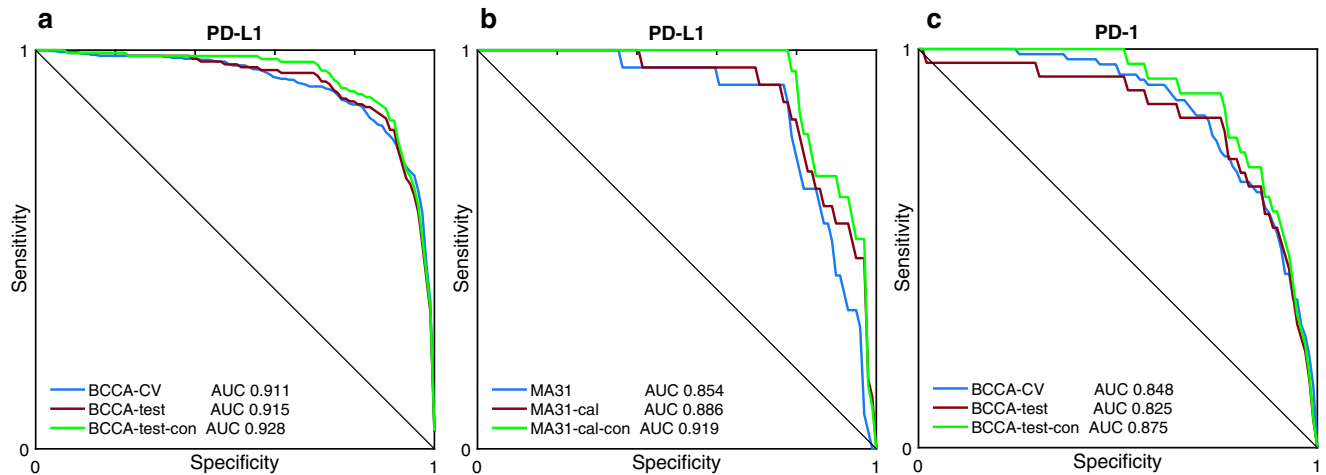 a
PD-L1
1
Sensitivity
BCCA-CV AUC 0.911
BCCA-test AUC 0.915
BCCA-test-con AUC 0.928
0
0
Specificity
1
b
PD-L1
1
Sensitivity
MA31 AUC 0.854
MA31-cal AUC 0.886
MA31-cal-con AUC 0.919
0
0
Specificity
1
c
PD-1
1
Sensitivity
BCCA-CV AUC 0.848
BCCA-test AUC 0.825
BCCA-test-con AUC 0.875
0
0
Specificity
1